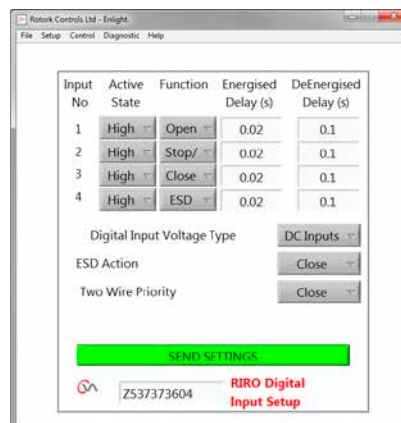 Rotork Controls Ltd - Enlight.
File Setup Control Diagnostic Help
Input No Active State Function Energised Delay (s) DeEnergised Delay (s)
1 High Open 0.02 0.1
2 High Stop/ 0.02 0.1
3 High Close 0.02 0.1
4 High ESD 0.02 0.1
Digital Input Voltage Type DC Inputs
ESD Action Close
Two Wire Priority Close
SEND SETTINGS
Z537373604
RIRO Digital
Input Setup